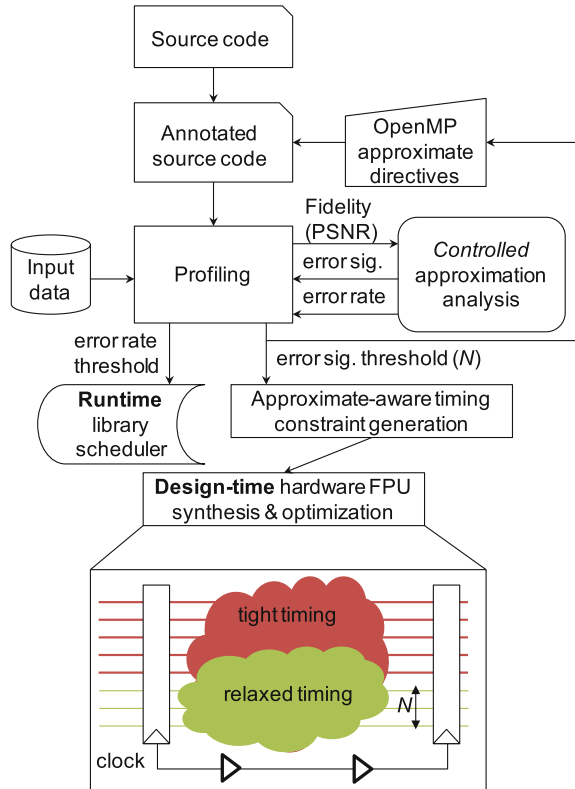 Source code
Annotated
source code
OpenMP
approximate
directives
Fidelity
(PSNR)
error sig.
error rate
Input
data
Profiling
Controlled
approximation
analysis
error rate
threshold
error sig. threshold (N)
Runtime
library
scheduler
Approximate-aware timing
constraint generation
Design-time hardware FPU
synthesis & optimization
tight timing
relaxed timing
N
clock